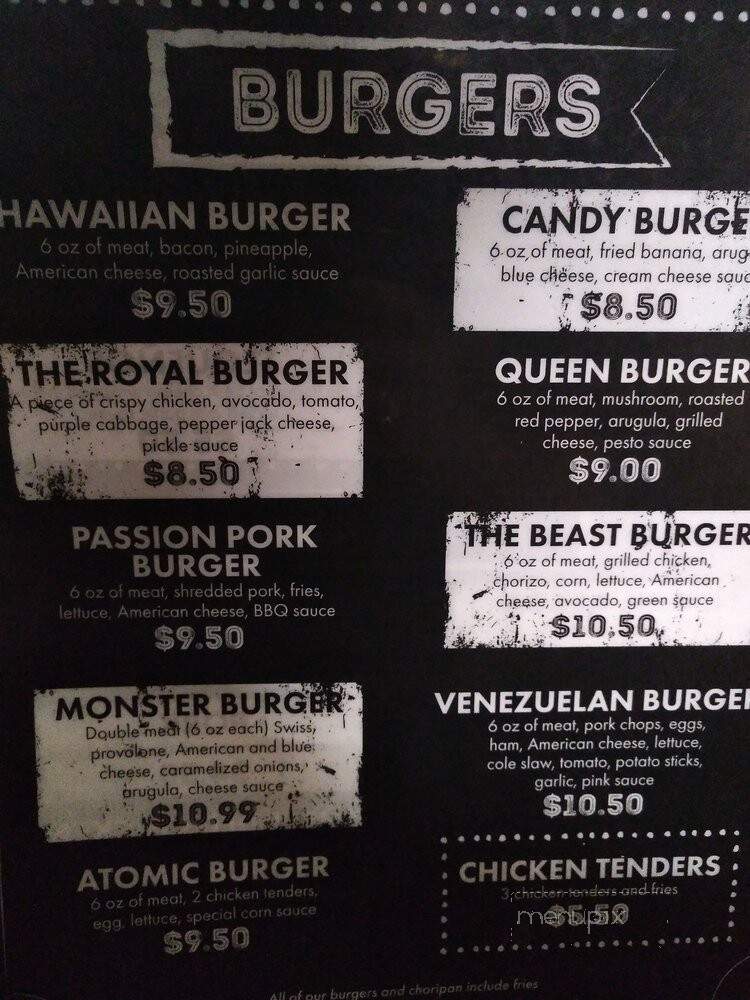 BURGERS
HAWAIIAN BURGER
6 oz of meat, bacon, pineapple,
American cheese, roasted garlic sauce
$9.50
THE ROYAL BURGER
A piece of crispy chicken, avocado, tomato,
purple cabbage, pepper jack cheese,
pickle sauce
$8.50
PASSION PORK
BURGER
6 oz of meat, shredded pork, fries,
lettuce, American cheese, BBQ sauce
$9.50
MONSTER BURGER
Double meat (6 oz each) Swiss,
provolone, American and blue
cheese, caramelized onions,
arugula, cheese sauce
$10.99
ATOMIC BURGER
6 oz of meat, 2 chicken tenders,
egg, lettuce, special corn sauce
$9.50
CANDY BURGE
6 oz of meat, fried banana, arug
blue cheese, cream cheese sauc
$8.50
QUEEN BURGER
6 oz of meat, mushroom, roasted
red pepper, arugula, grilled
cheese, pesto sauce
$9.00
THE BEAST BURGER
6 oz of meat, grilled chicken,
chorizo, corn, lettuce, American
cheese, avocado, green sauce
$10.50
VENEZUELAN BURGER
6 oz of meat, pork chops, eggs,
ham, American cheese, lettuce,
cole slaw, tomato, potato sticks,
garlic, pink sauce
$10.50
CHICKEN TENDERS
3 chicken tenders and fries
menupix
All of our burgers and choripan include fries